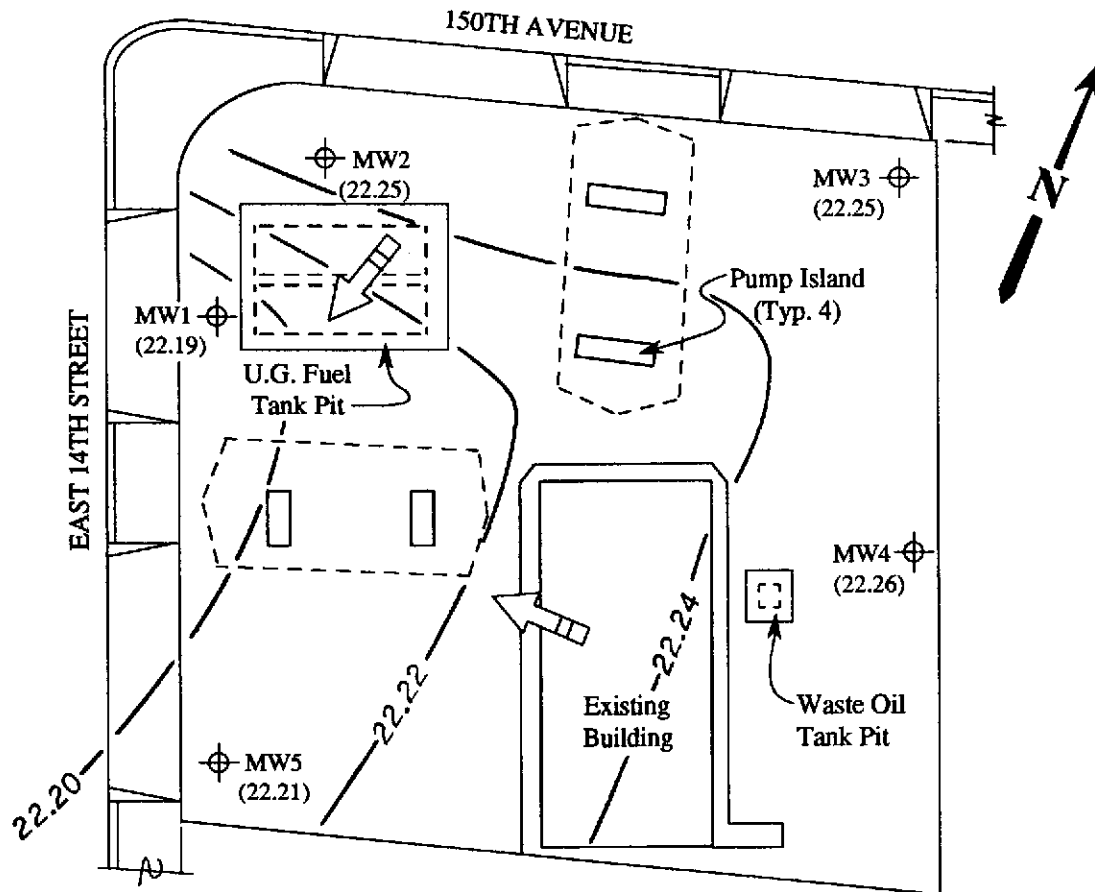 150TH AVENUE
MW2
(22.25)
MW3
(22.25)
N
Pump Island
(Typ. 4)
MW1
(22.19)
U.G. Fuel
Tank Pit
EAST 14TH STREET
MW4
(22.26)
22.24
22.22
Existing
Building
Waste Oil
Tank Pit
MW5
(22.21)
22.20